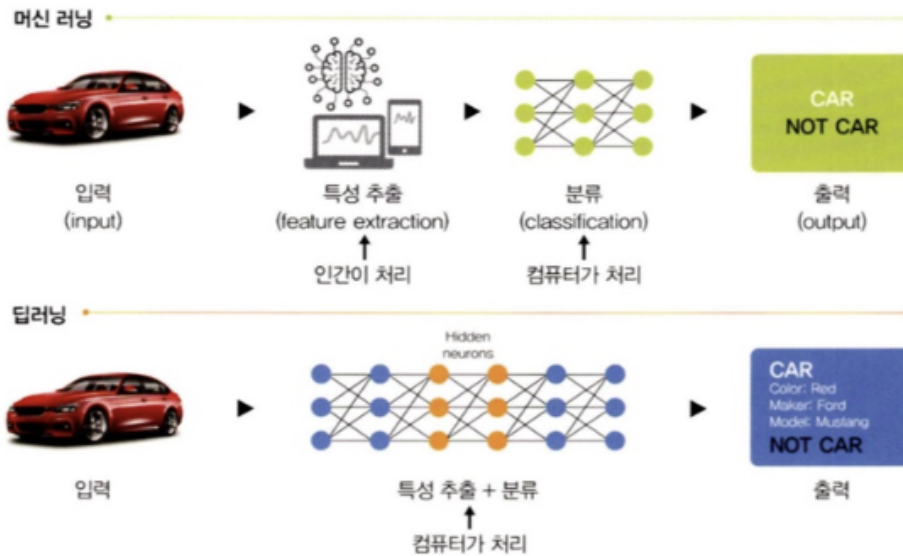 머신 러닝
CAR
NOT CAR
입력
(input)
특성 추출
(feature extraction)
분류
(classification)
출력
(output)
인간이 처리
컴퓨터가 처리
딥러닝
Hidden
neurons
CAR
Color: Red
Maker: Ford
Model: Mustang
NOT CAR
입력
특성 추출 + 분류
출력
컴퓨터가 처리